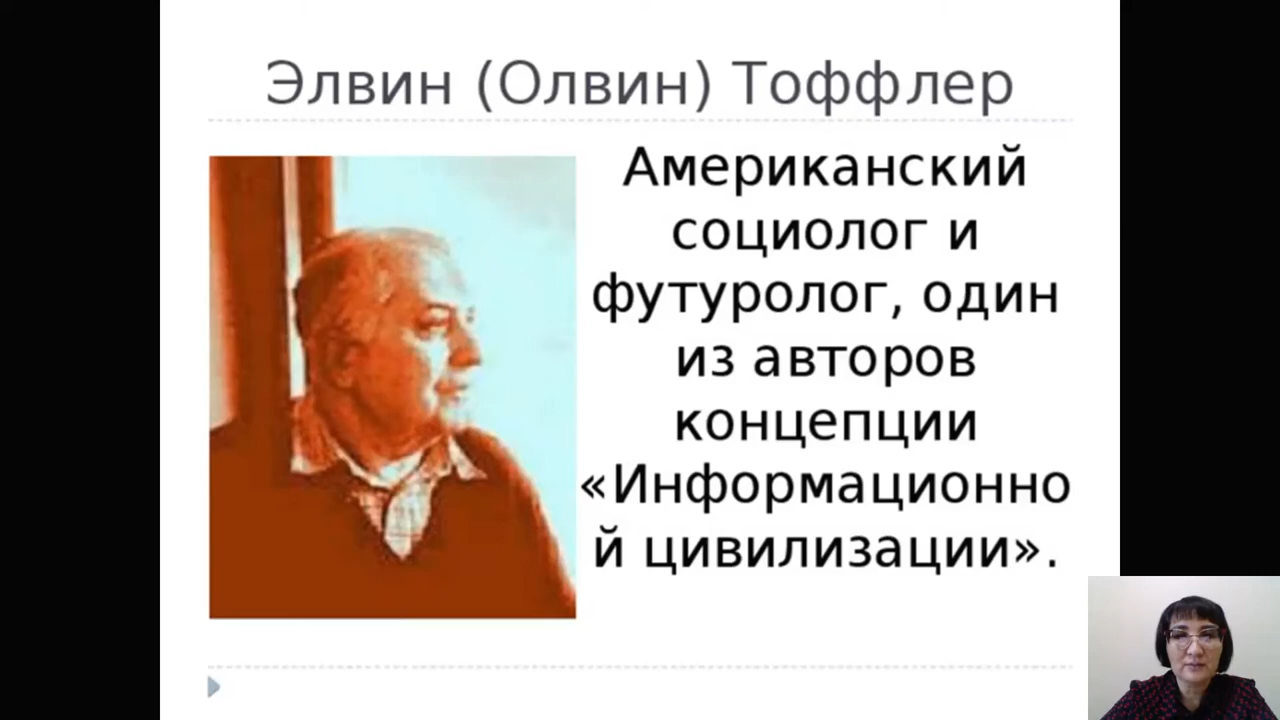 Элвин (Олвин) Тоффлер
Американский
социолог и
футуролог, один
из авторов
концепции
«Информационно
й цивилизации».